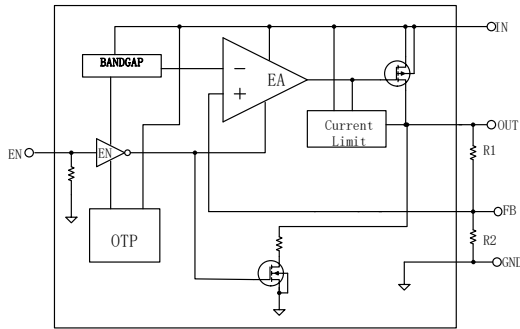 IN
BANDGAP
EA
Current
Limit
OUT
R1
EN
EN
FB
OTP
R2
GND